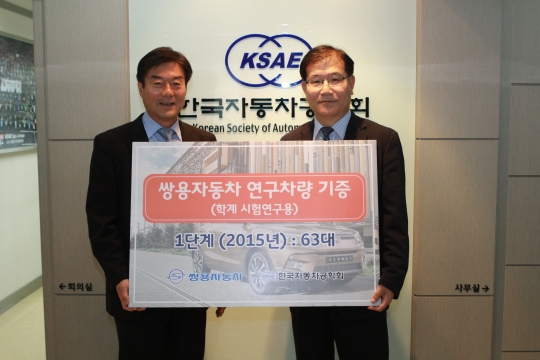 KSAE
한국자동차공학회
Korean Society of Autom
쌍용자동차 연구차량 기증
(학계 시험연구용)
1단계 (2015년) : 63대
쌍용자동차 한국자동차공학회
←회의실
사무실→